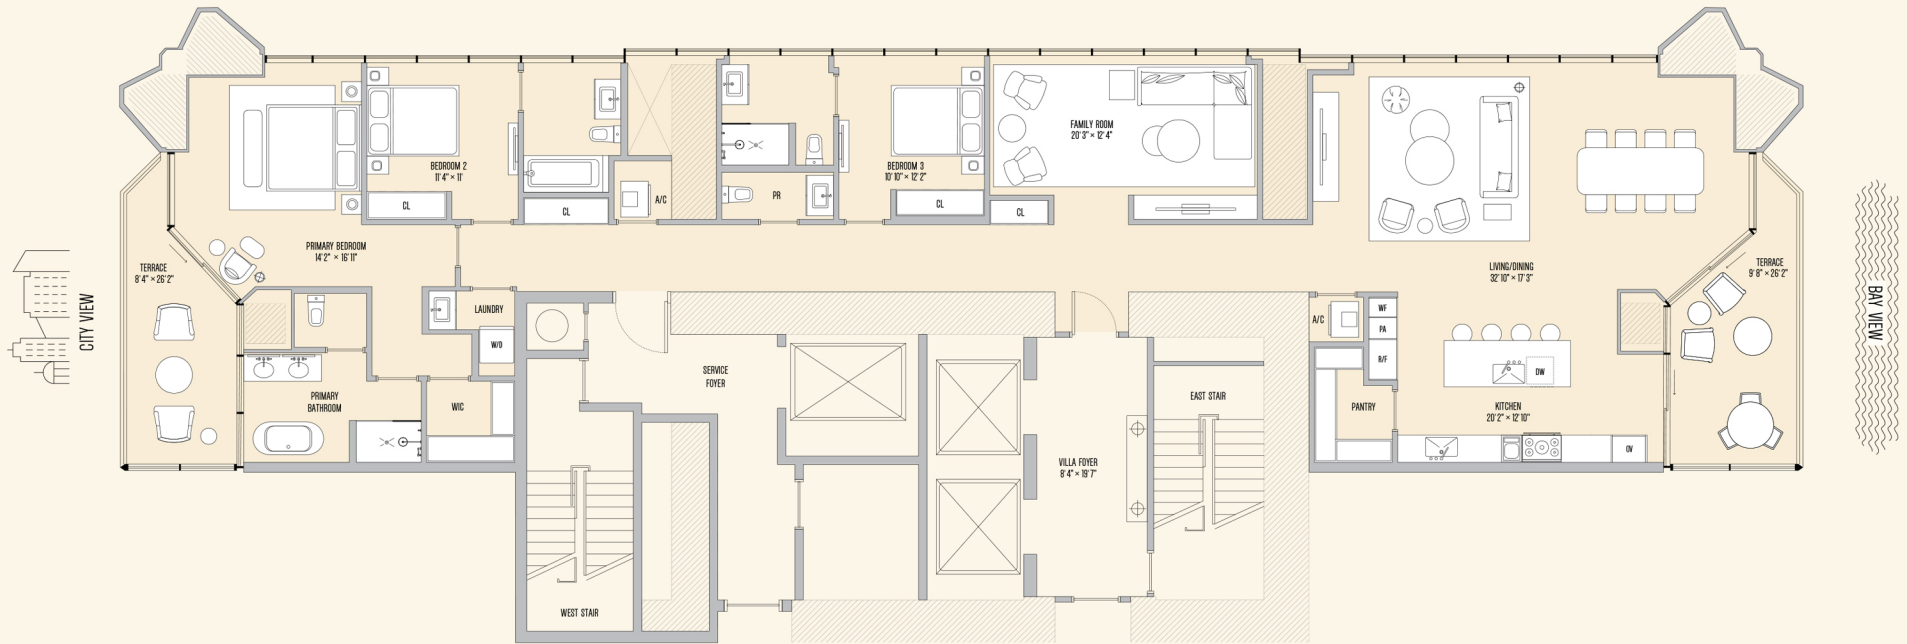 BEDROOM 2
11' 4" × 11'
CL
CL
A/C
PR
BEDROOM 3
10' 10" × 12' 2"
CL
CL
FAMILY ROOM
20' 3" × 12' 4"
PRIMARY BEDROOM
14' 2" × 16' 11"
TERRACE
8' 4" × 26' 2"
CITY VIEW
LAUNDRY
W/D
PRIMARY
BATHROOM
WIC
SERVICE
FOYER
WEST STAIR
VILLA FOYER
8' 4" × 19' 7"
EAST STAIR
LIVING/DINING
32' 10" × 17' 3"
TERRACE
9' 8" × 26' 2"
BAY VIEW
A/C
WF
PA
R/F
DW
PANTRY
KITCHEN
20' 2" × 12' 10"
OV